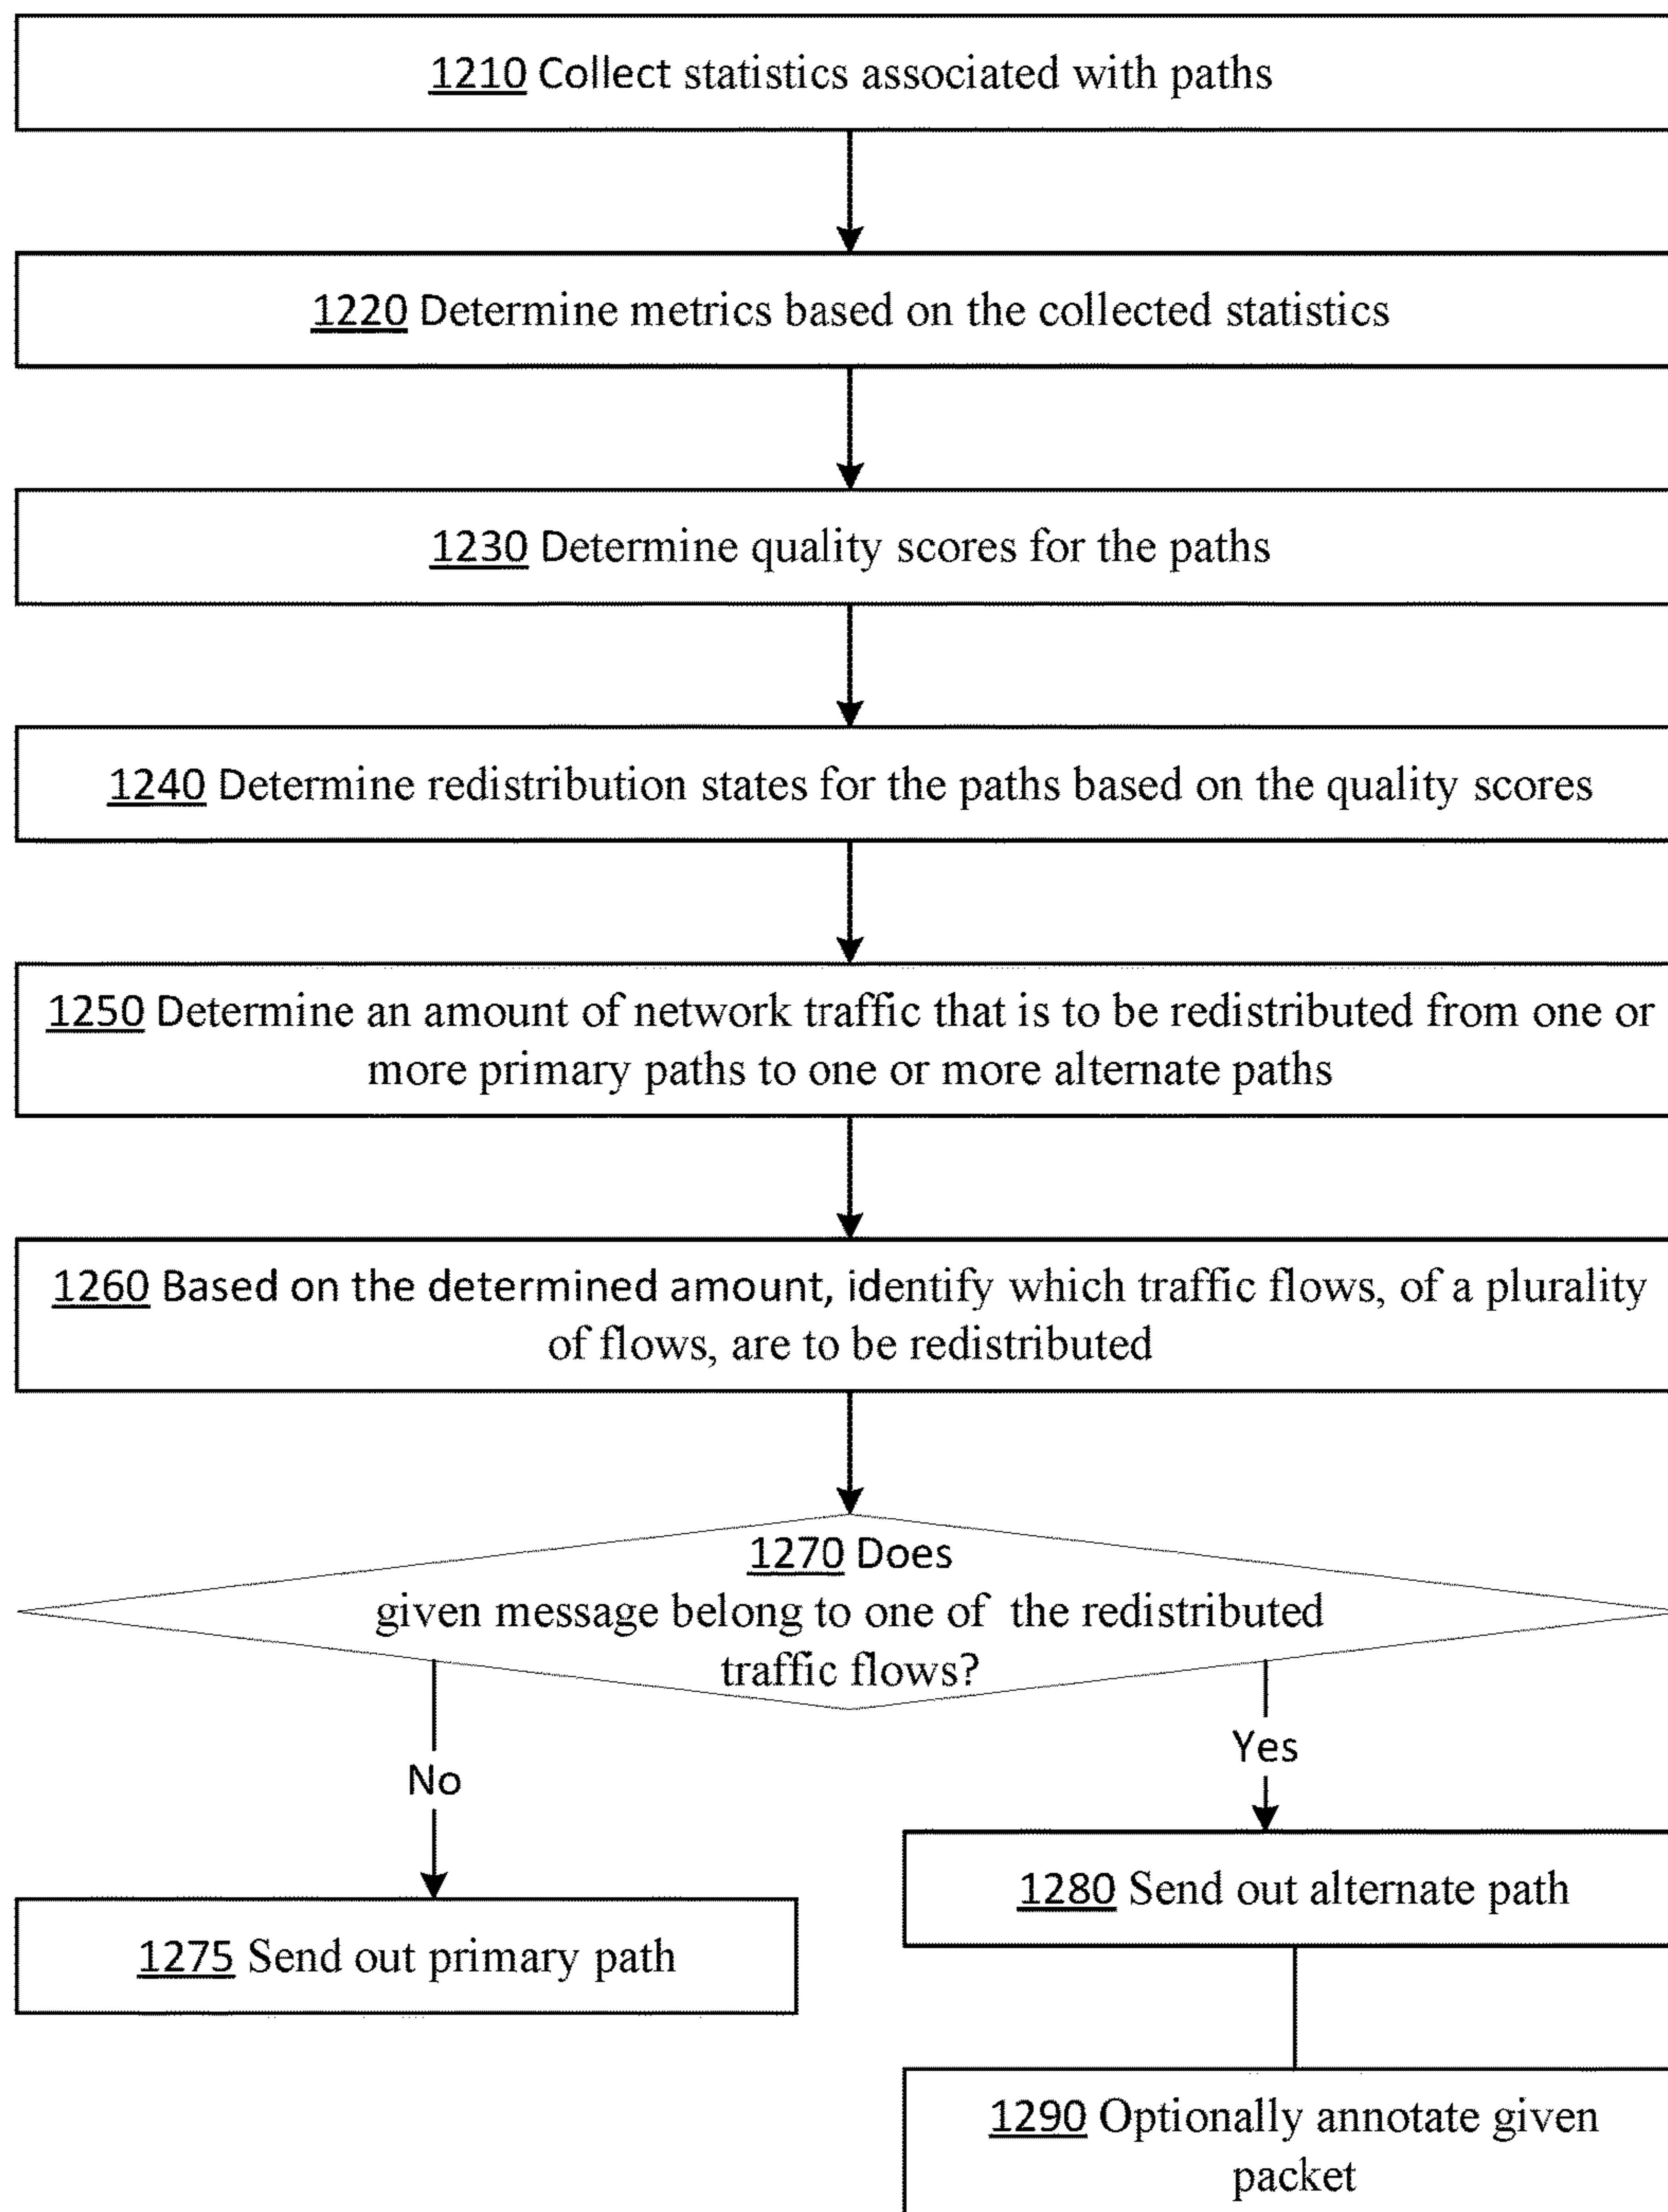 1210 Collect statistics associated with paths
1220 Determine metrics based on the collected statistics
1230 Determine quality scores for the paths
1240 Determine redistribution states for the paths based on the quality scores
1250 Determine an amount of network traffic that is to be redistributed from one or
more primary paths to one or more alternate paths
1260 Based on the determined amount, identify which traffic flows, of a plurality
of flows, are to be redistributed
1270 Does
given message belong to one of the redistributed
traffic flows?
No
Yes
1280 Send out alternate path
1275 Send out primary path
1290 Optionally annotate given
packet